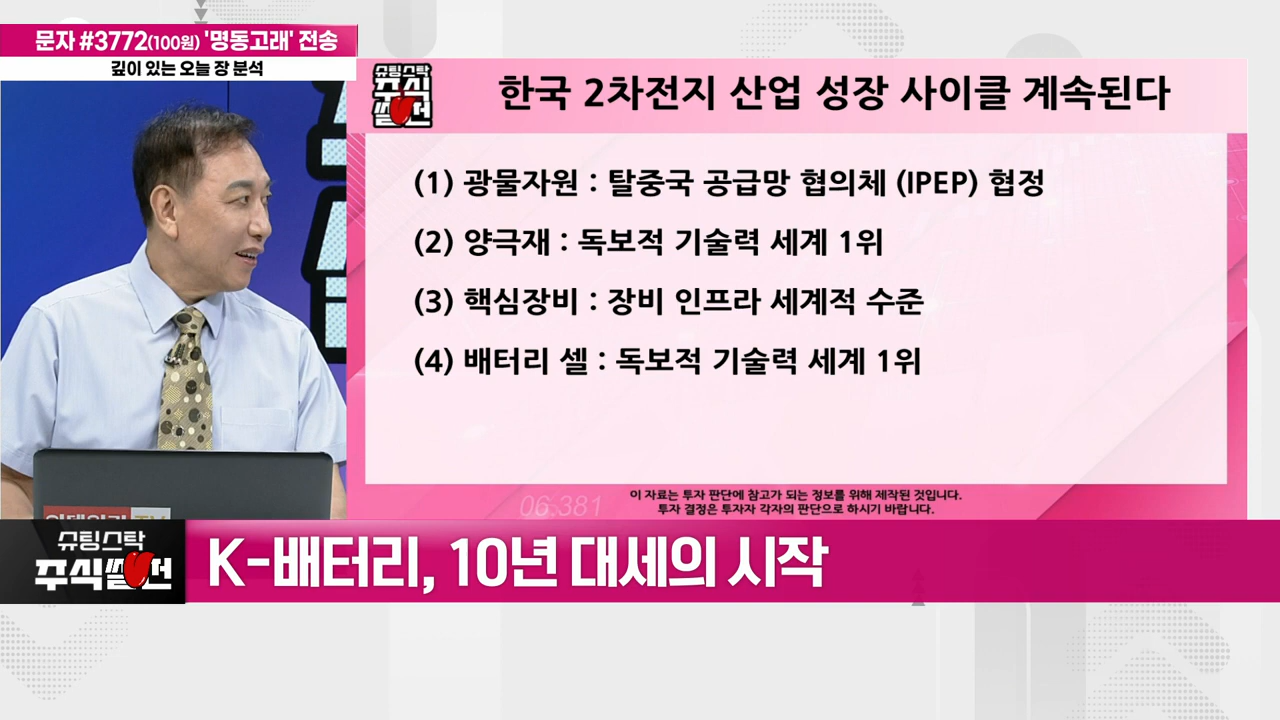 문자 #3772(100원) '명동고래' 전송
깊이 있는 오늘 장 분석
슈팅스탁
주식썰전
한국 2차전지 산업 성장 사이클 계속된다
(1) 광물자원 : 탈중국 공급망 협의체 (IPEP) 협정
(2) 양극재 : 독보적 기술력 세계 1위
(3) 핵심장비 : 장비 인프라 세계적 수준
(4) 배터리 셀 : 독보적 기술력 세계 1위
06.381
이 자료는 투자 판단에 참고가 되는 정보를 위해 제작된 것입니다.
투자 결정은 투자자 각자의 판단으로 하시기 바랍니다.
슈팅스탁
주식썰전
K-배터리, 10년 대세의 시작